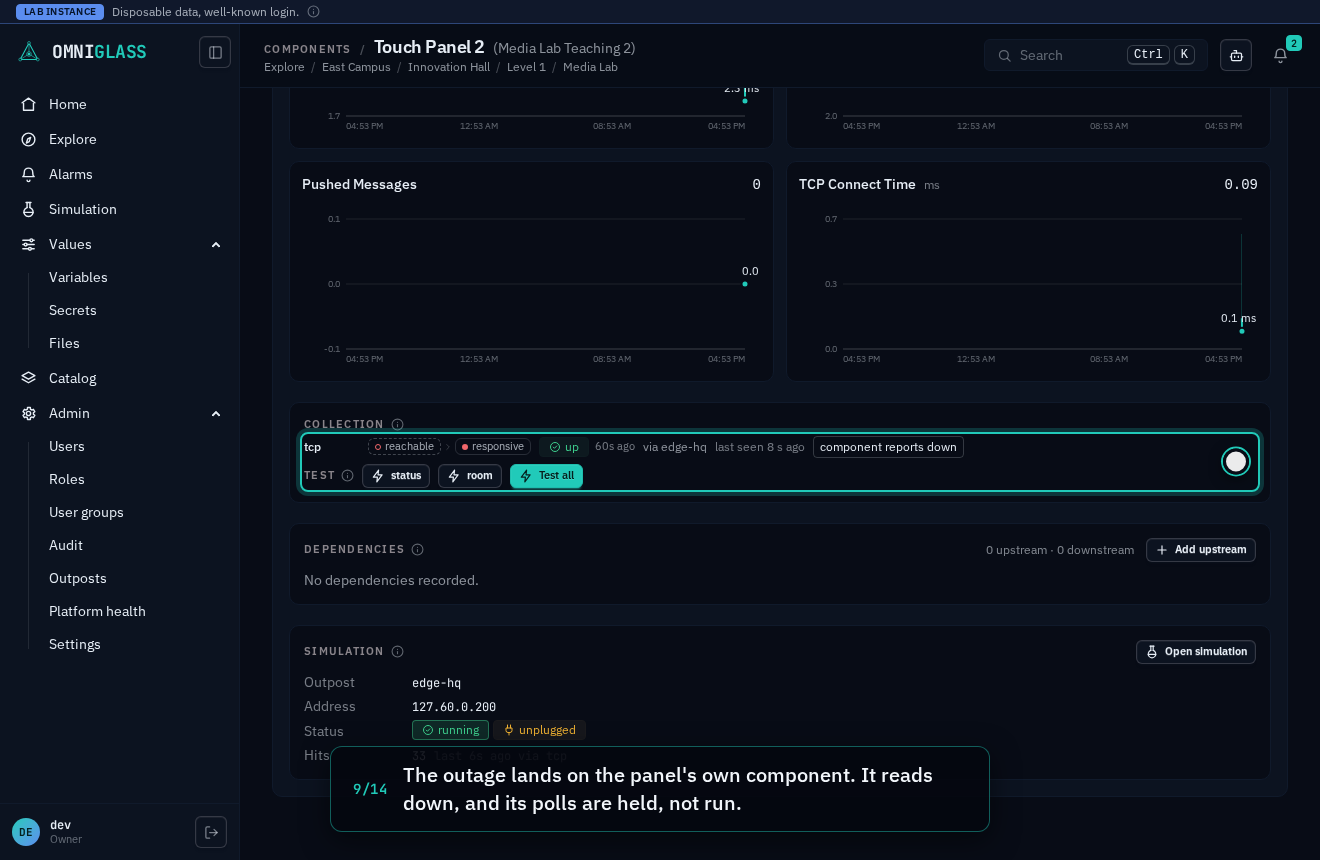 LAB INSTANCE Disposable data, well-known login.
OMNIGLASS
COMPONENTS / Touch Panel 2 (Media Lab Teaching 2)
Explore / East Campus / Innovation Hall / Level 1 / Media Lab
Search Ctrl K
2
Home
Explore
Alarms
Simulation
Values
Variables
Secrets
Files
Catalog
Admin
Users
Roles
User groups
Audit
Outposts
Platform health
Settings
DE dev
Owner
2.3 ms
1.7
04:53 PM 12:53 AM 08:53 AM 04:53 PM
2.0
04:53 PM 12:53 AM 08:53 AM 04:53 PM
Pushed Messages 0
0.1
0.0
0.0
-0.1
04:53 PM 12:53 AM 08:53 AM 04:53 PM
TCP Connect Time ms 0.09
0.7
0.3
0.1 ms
0.0
04:53 PM 12:53 AM 08:53 AM 04:53 PM
COLLECTION
tcp reachable › responsive up 60s ago via edge-hq last seen 8 s ago component reports down
TEST status room Test all
DEPENDENCIES 0 upstream · 0 downstream Add upstream
No dependencies recorded.
SIMULATION Open simulation
Outpost edge-hq
Address 127.60.0.200
Status running unplugged
Hits 33 last 6s ago via tcp
9/14 The outage lands on the panel's own component. It reads
down, and its polls are held, not run.